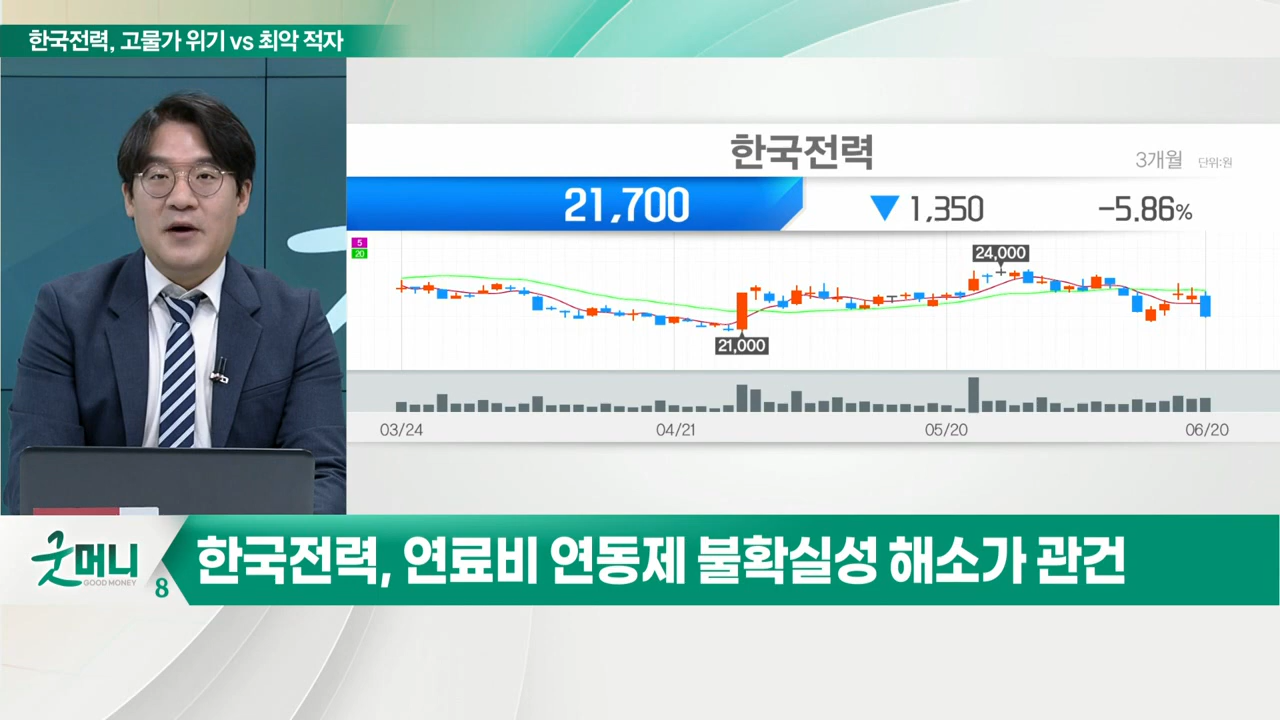 한국전력, 고물가 위기 vs 최악 적자
한국전력
3개월 단위:원
21,700 ▼ 1,350 -5.86%
5
20
24,000
21,000
03/24 04/21 05/20 06/20
굿머니
GOOD MONEY
8
한국전력, 연료비 연동제 불확실성 해소가 관건